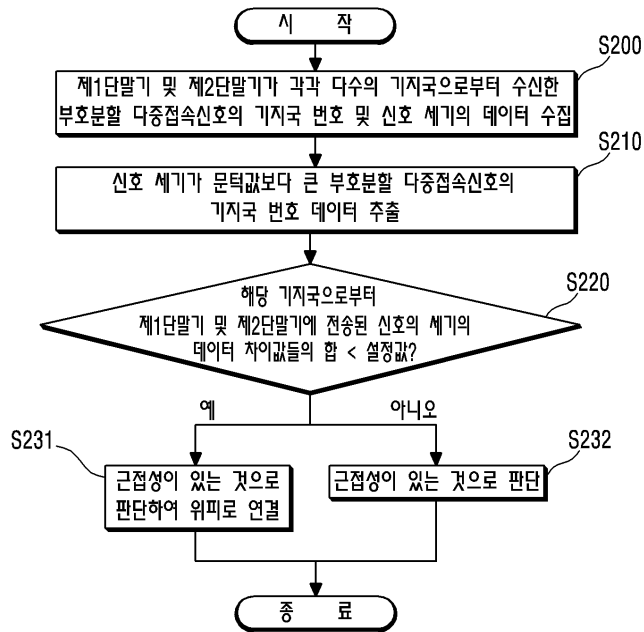 시 작
S200
제1단말기 및 제2단말기가 각각 다수의 기지국으로부터 수신한
부호분할 다중접속신호의 기지국 번호 및 신호 세기의 데이터 수집
S210
신호 세기가 문턱값보다 큰 부호분할 다중접속신호의
기지국 번호 데이터 추출
S220
해당 기지국으로부터
제1단말기 및 제2단말기에 전송된 신호의 세기의
데이터 차이값들의 합 < 설정값?
예
아니오
S231
근접성이 있는 것으로
판단하여 위피로 연결
S232
근접성이 있는 것으로 판단
종 료